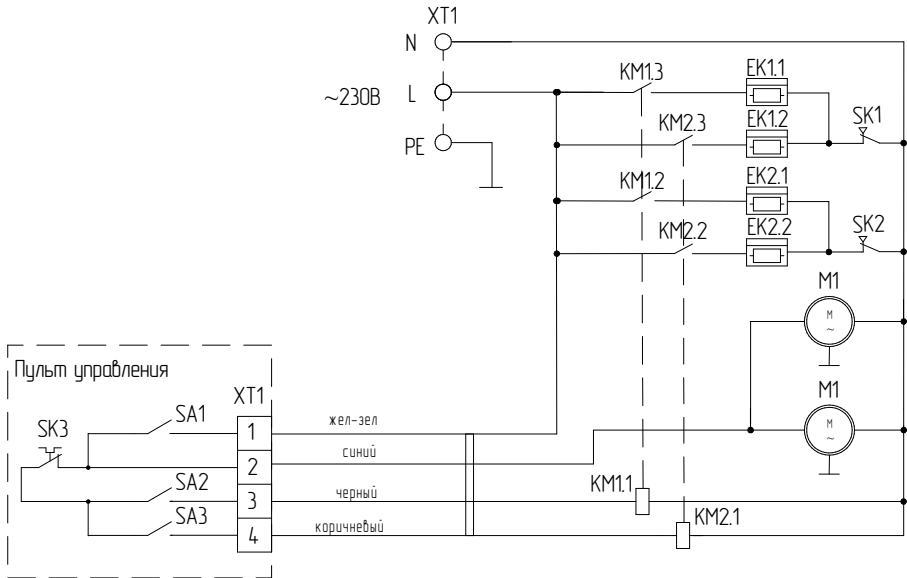 XT1
N
~230В
L
PE
KM1.3
EK1.1
KM2.3
EK1.2
SK1
KM1.2
EK2.1
KM2.2
EK2.2
SK2
M1
M
~
M1
M
~
Пульт управления
XT1
SK3
SA1
1
жел-зел
2
синий
SA2
3
черный
KM1.1
SA3
4
коричневый
KM2.1